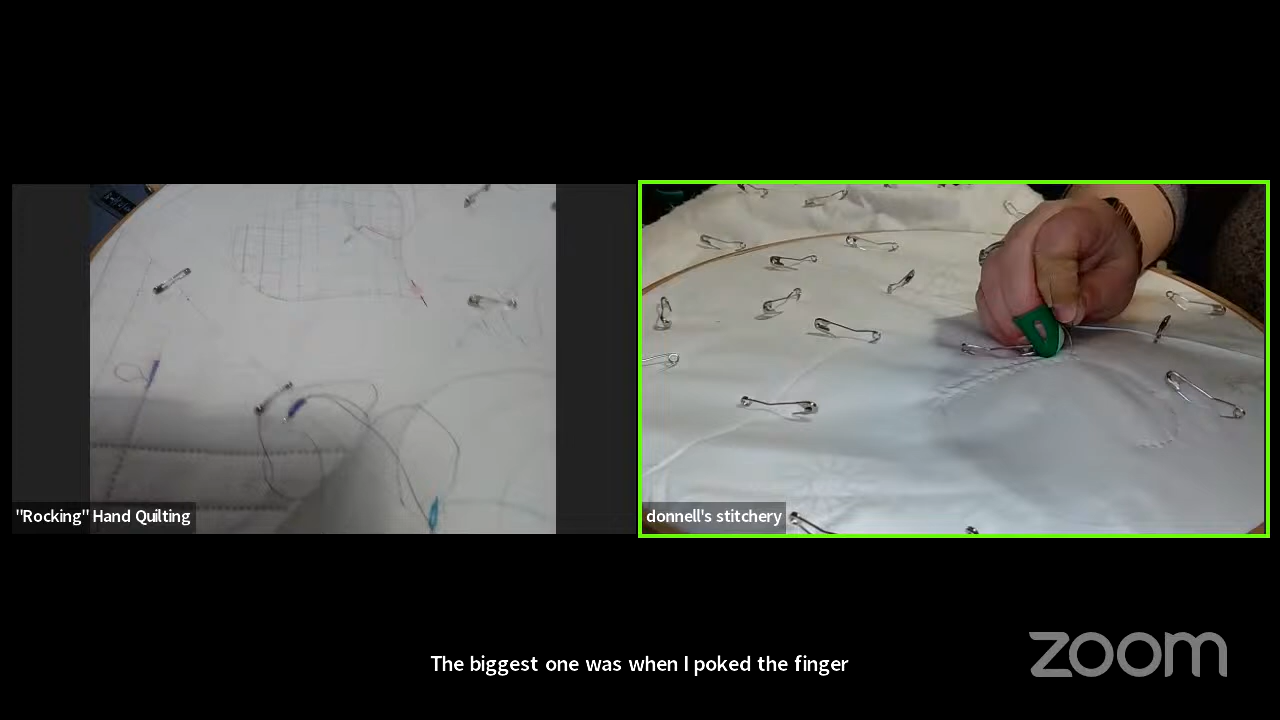 "Rocking" Hand Quilting
donnell's stitchery
The biggest one was when I poked the finger
zoom